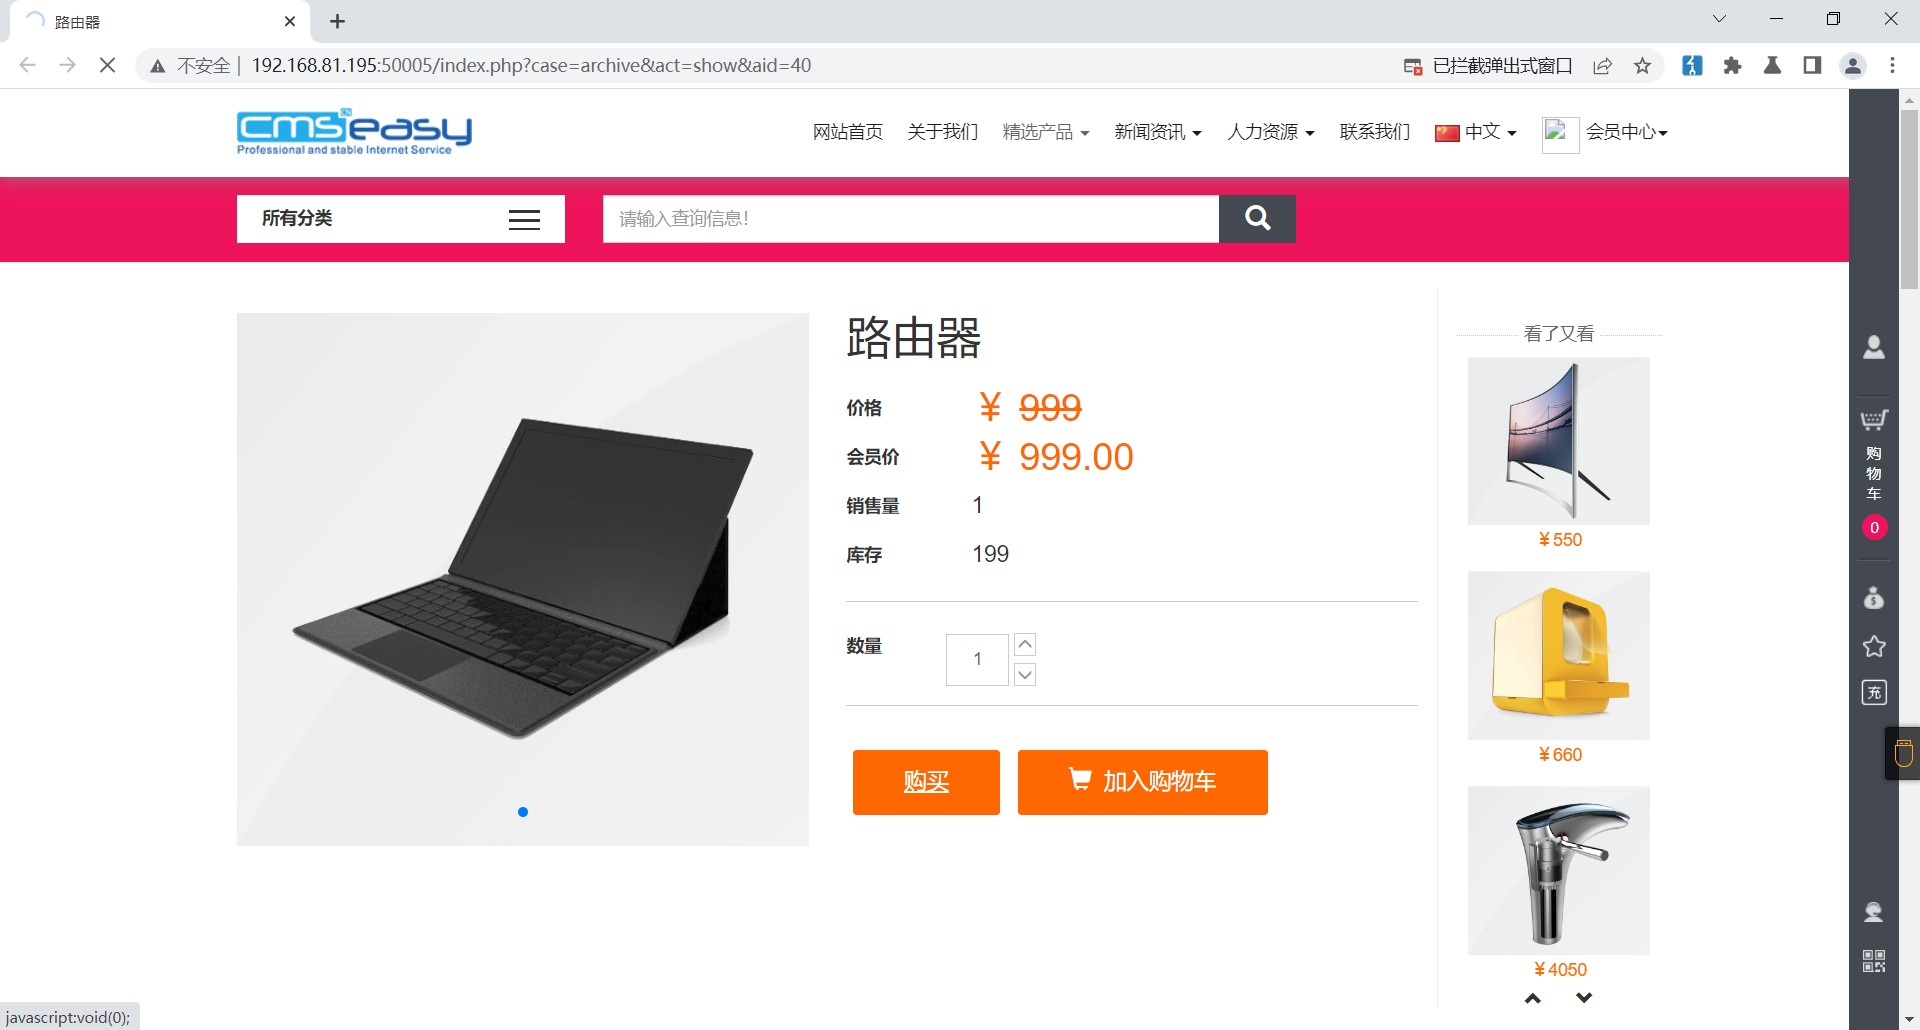 路由器
不安全 | 192.168.81.195:50005/index.php?case=archive&act=show&aid=40
已拦截弹出式窗口
cmseasy CN
Professional and stable Internet Service
网站首页 关于我们 精选产品 新闻资讯 人力资源 联系我们 中文 会员中心
所有分类
请输入查询信息！
路由器
价格 ¥ 999
会员价 ¥ 999.00
销售量 1
库存 199
数量 1
购买 加入购物车
看了又看
¥550
¥660
¥4050
购
物
车
0
充
javascript:void(0);